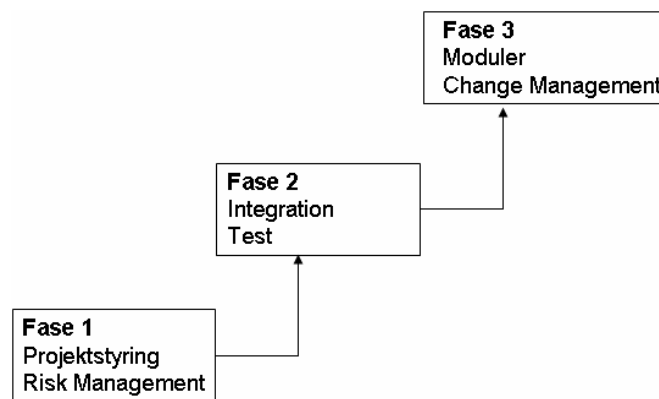 Fase 3
Moduler
Change Management
Fase 2
Integration
Test
Fase 1
Projektstyring
Risk Management